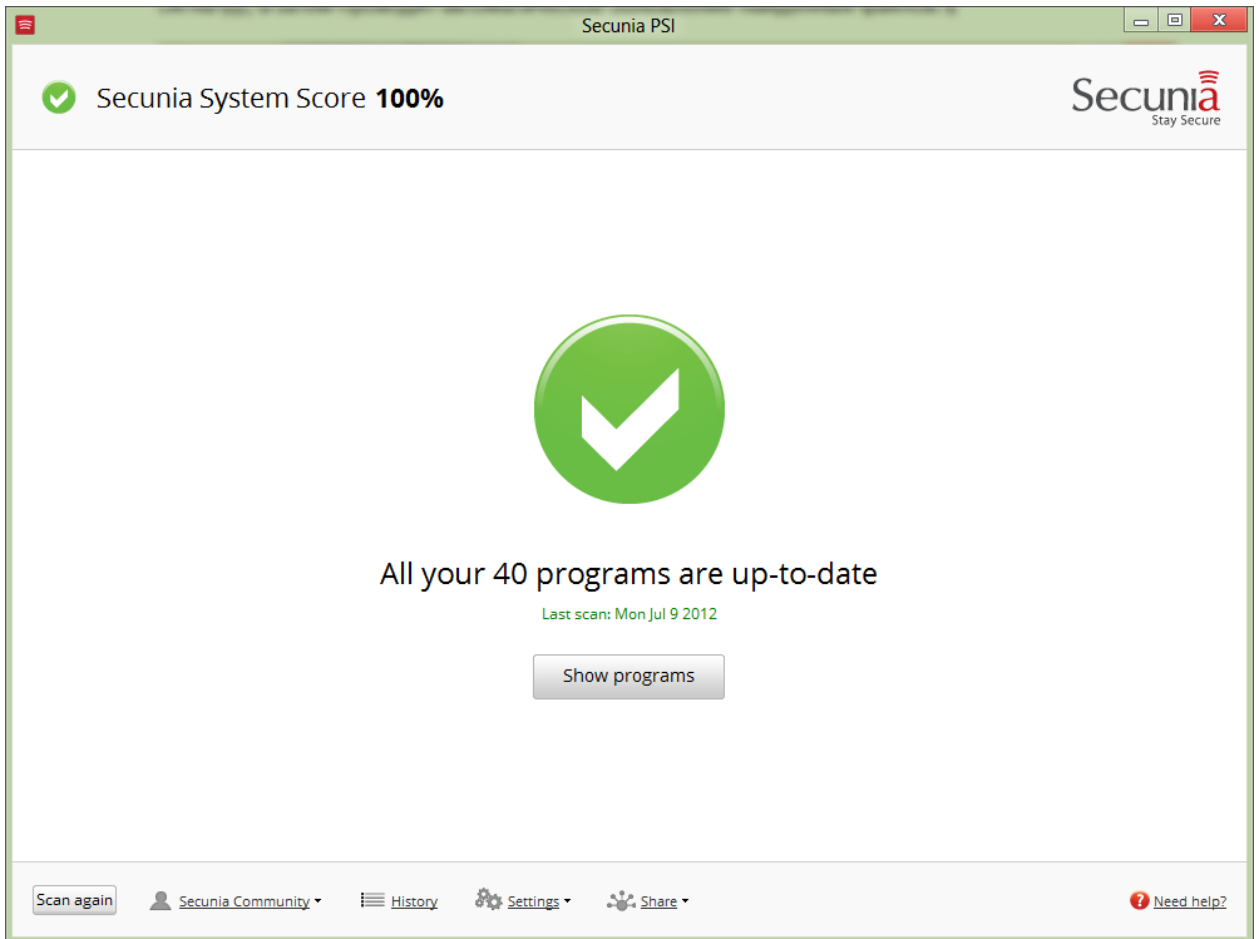 Secunia PSI
Secunia System Score 100%
Secunia
Stay Secure
All your 40 programs are up-to-date
Last scan: Mon Jul 9 2012
Show programs
Scan again
Secunia Community
History
Settings
Share
Need help?